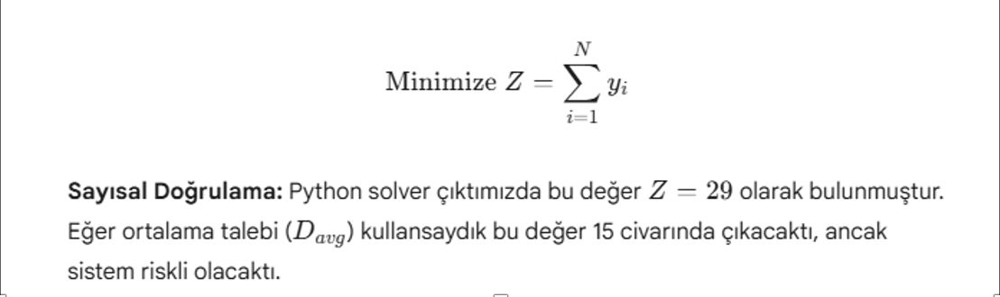 Minimize Z = \sum_{i=1}^{N} y_i
Sayısal Doğrulama: Python solver çıktımızda bu değer Z = 29 olarak bulunmuştur.
Eğer ortalama talebi (D_{avg}) kullansaydık bu değer 15 civarında çıkacaktı, ancak
sistem riskli olacaktı.